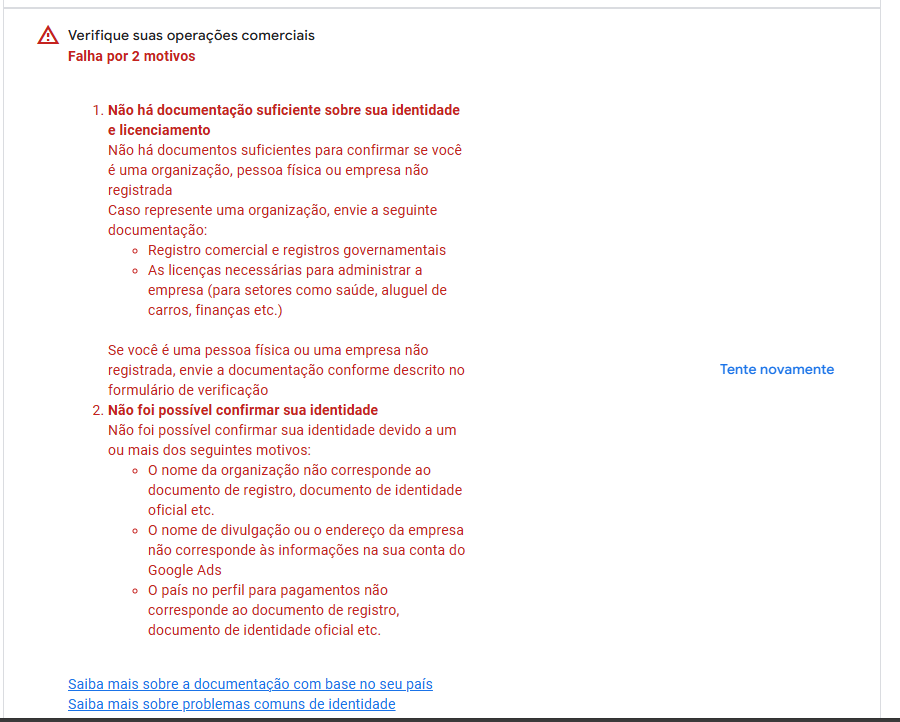 Verifique suas operações comerciais
Falha por 2 motivos
1. Não há documentação suficiente sobre sua identidade
e licenciamento
Não há documentos suficientes para confirmar se você
é uma organização, pessoa física ou empresa não
registrada
Caso represente uma organização, envie a seguinte
documentação:
Registro comercial e registros governamentais
As licenças necessárias para administrar a
empresa (para setores como saúde, aluguel de
carros, finanças etc.)
Se você é uma pessoa física ou uma empresa não
registrada, envie a documentação conforme descrito no
formulário de verificação
Tente novamente
2. Não foi possível confirmar sua identidade
Não foi possível confirmar sua identidade devido a um
ou mais dos seguintes motivos:
O nome da organização não corresponde ao
documento de registro, documento de identidade
oficial etc.
O nome de divulgação ou o endereço da empresa
não corresponde às informações na sua conta do
Google Ads
O país no perfil para pagamentos não
corresponde ao documento de registro,
documento de identidade oficial etc.
Saiba mais sobre a documentação com base no seu país
Saiba mais sobre problemas comuns de identidade